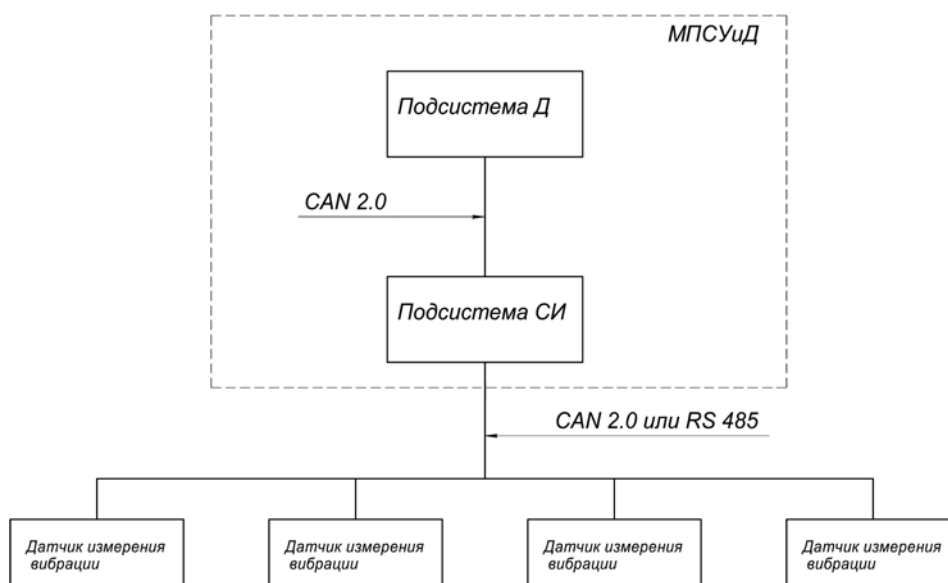 МПСУиД
Подсистема Д
CAN 2.0
Подсистема СИ
CAN 2.0 или RS 485
Датчик измерения
вибрации
Датчик измерения
вибрации
Датчик измерения
вибрации
Датчик измерения
вибрации